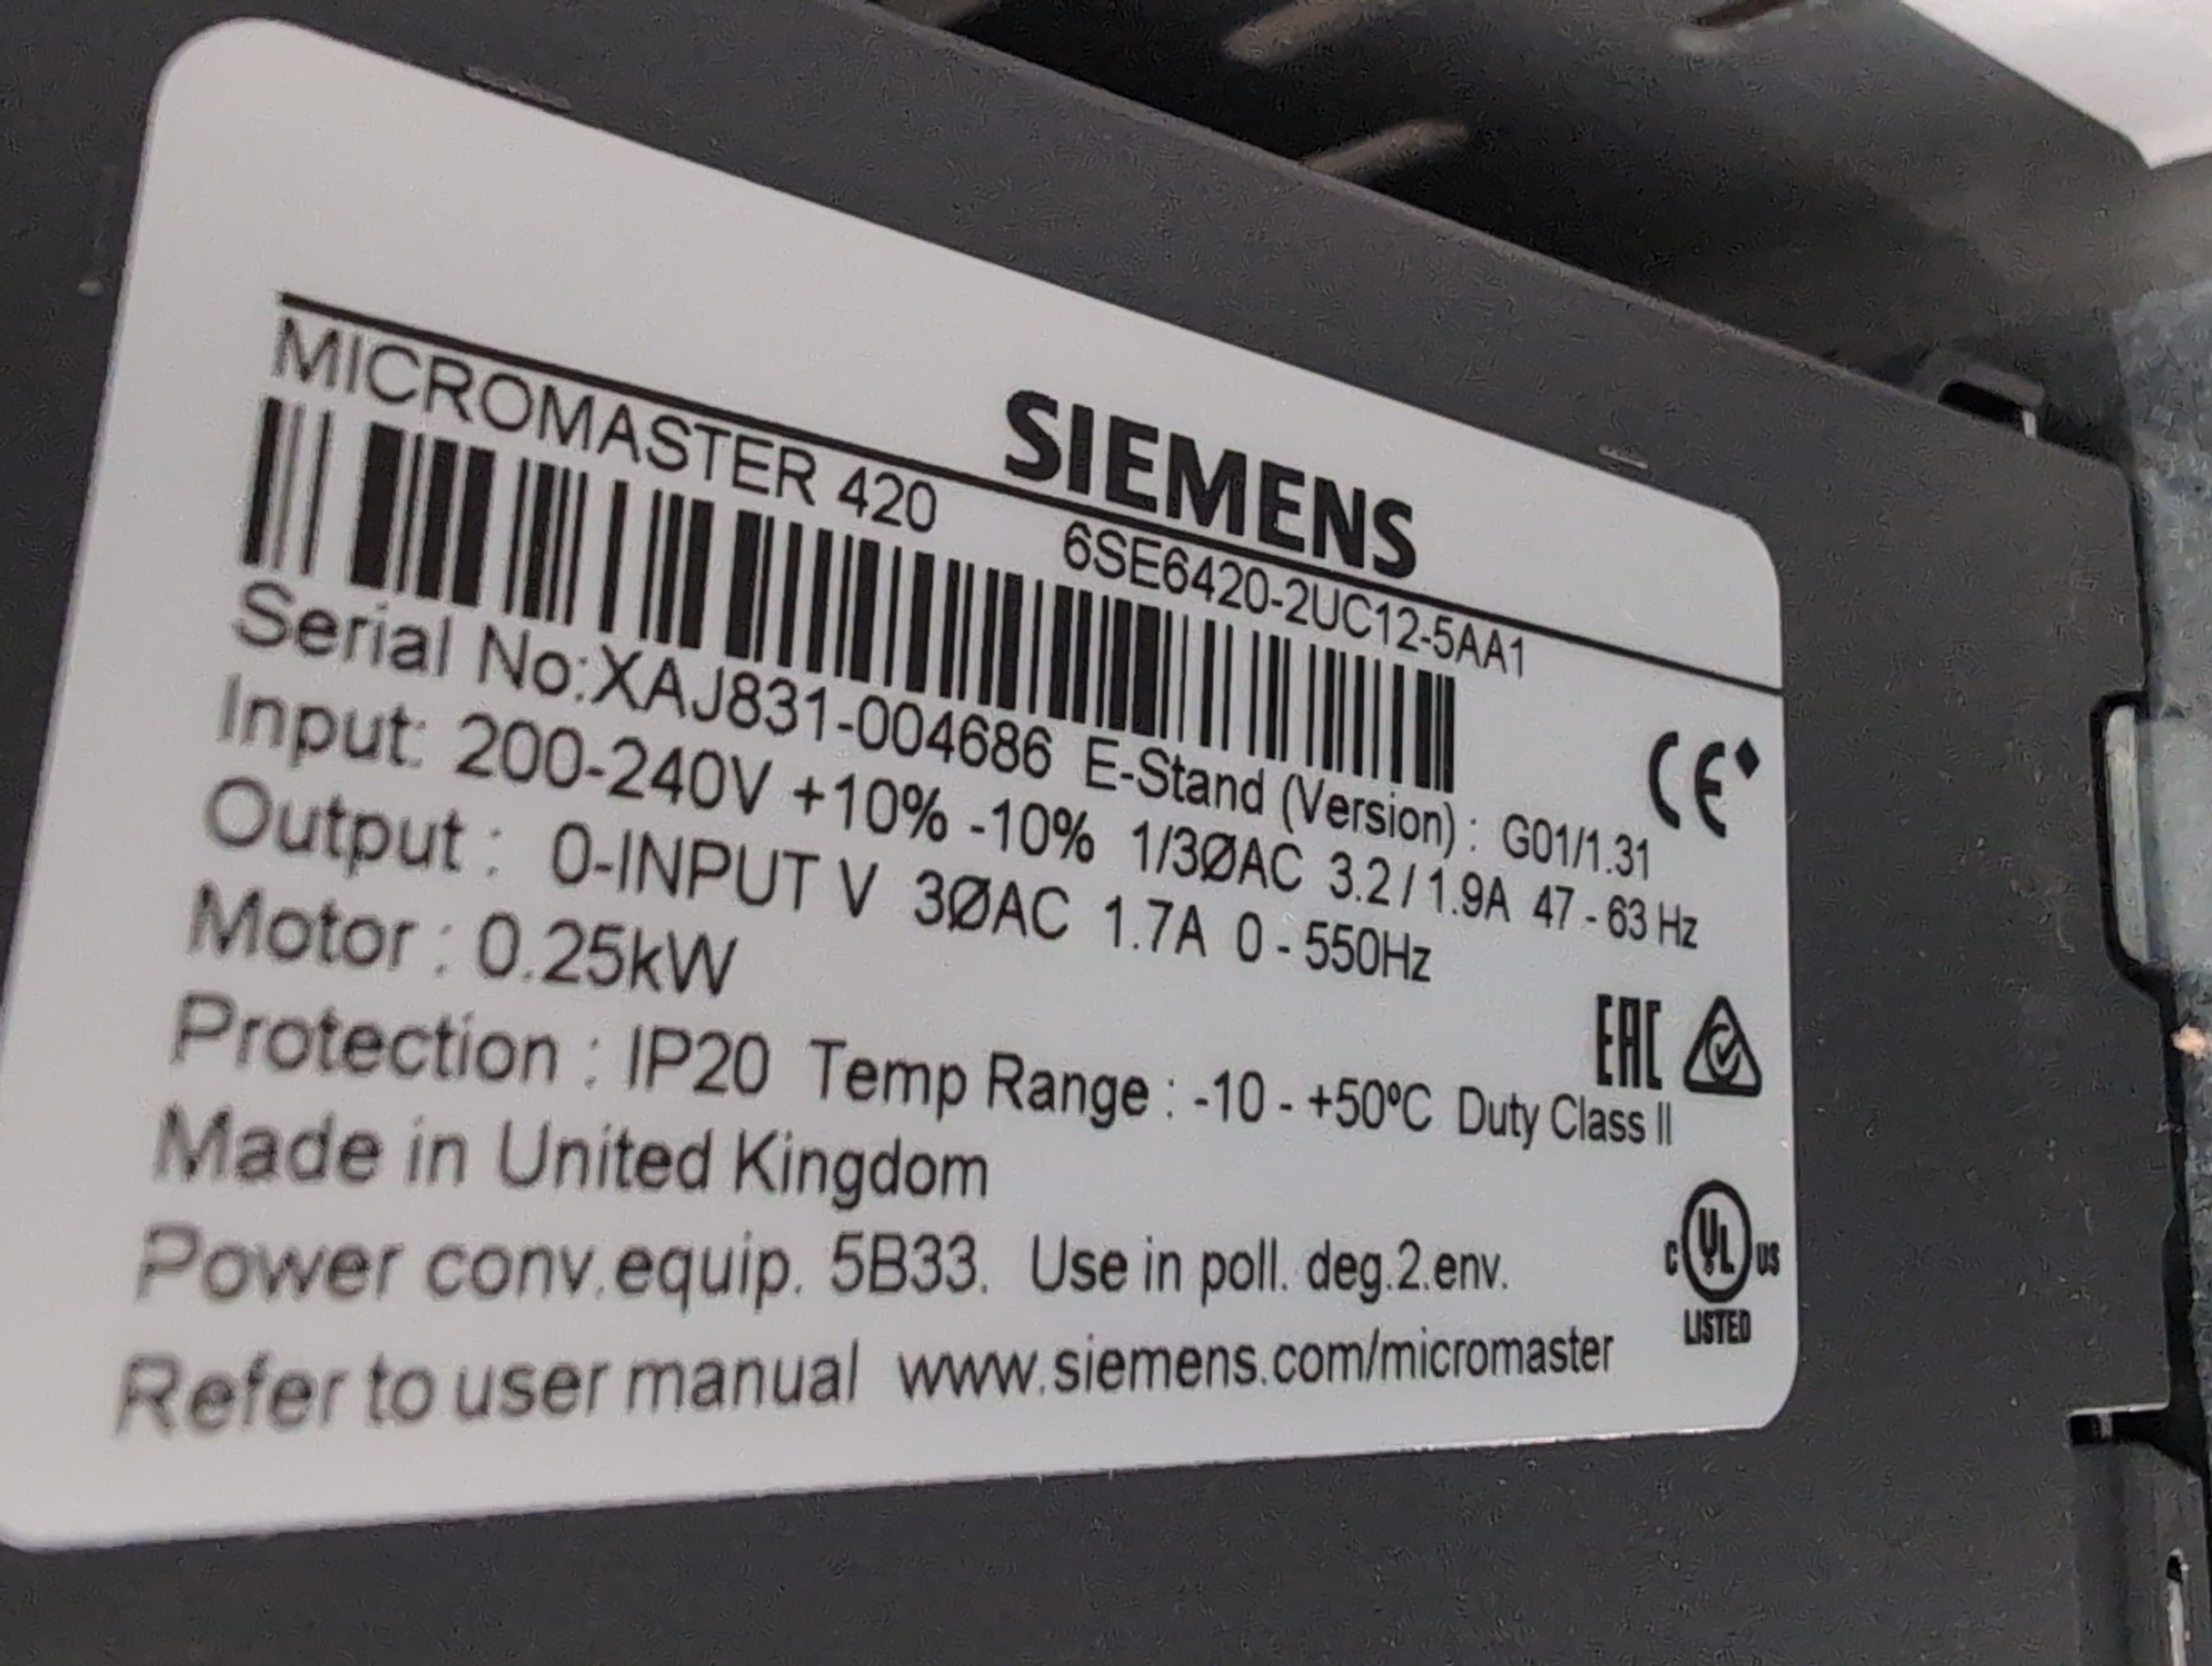 SIEMENS
MICROMASTER 420 6SE6420-2UC12-5AA1
Serial No:XAJ831-004686 E-Stand (Version) : G01/1.31
Input: 200-240V +10% -10% 1/3ØAC 3.2 / 1.9A 47 - 63 Hz
Output : 0-INPUT V 3ØAC 1.7A 0 - 550Hz
Motor : 0.25kW
Protection : IP20 Temp Range : -10 - +50ºC Duty Class II
Made in United Kingdom
Power conv.equip. 5B33. Use in poll. deg.2.env.
Refer to user manual www.siemens.com/micromaster
CE
EAC
C UL US
LISTED